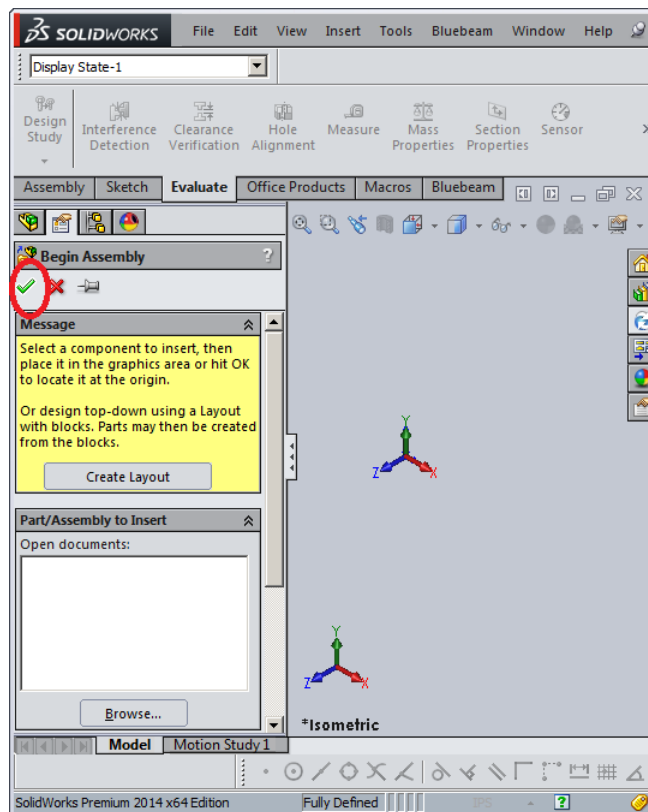 SOLIDWORKS File Edit View Insert Tools Bluebeam Window Help
Display State-1
Design Study
Interference Detection
Clearance Verification
Hole Alignment
Measure
Mass Properties
Section Properties
Sensor
Assembly Sketch Evaluate Office Products Macros Bluebeam
Begin Assembly ?
Message
Select a component to insert, then
place it in the graphics area or hit OK
to locate it at the origin.
Or design top-down using a Layout
with blocks. Parts may then be created
from the blocks.
Create Layout
Y
Z X
Part/Assembly to Insert
Open documents:
Y
Z X
Browse...
*Isometric
Model Motion Study 1
SolidWorks Premium 2014 x64 Edition Fully Defined IPS ?